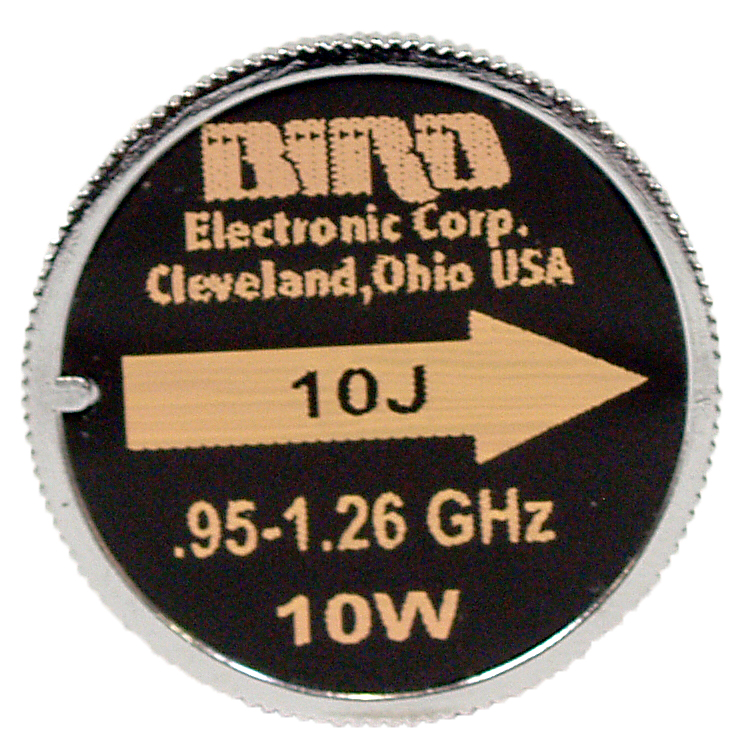 BIRD
Electronic Corp.
Cleveland,Ohio USA
10J
.95-1.26 GHz
10W